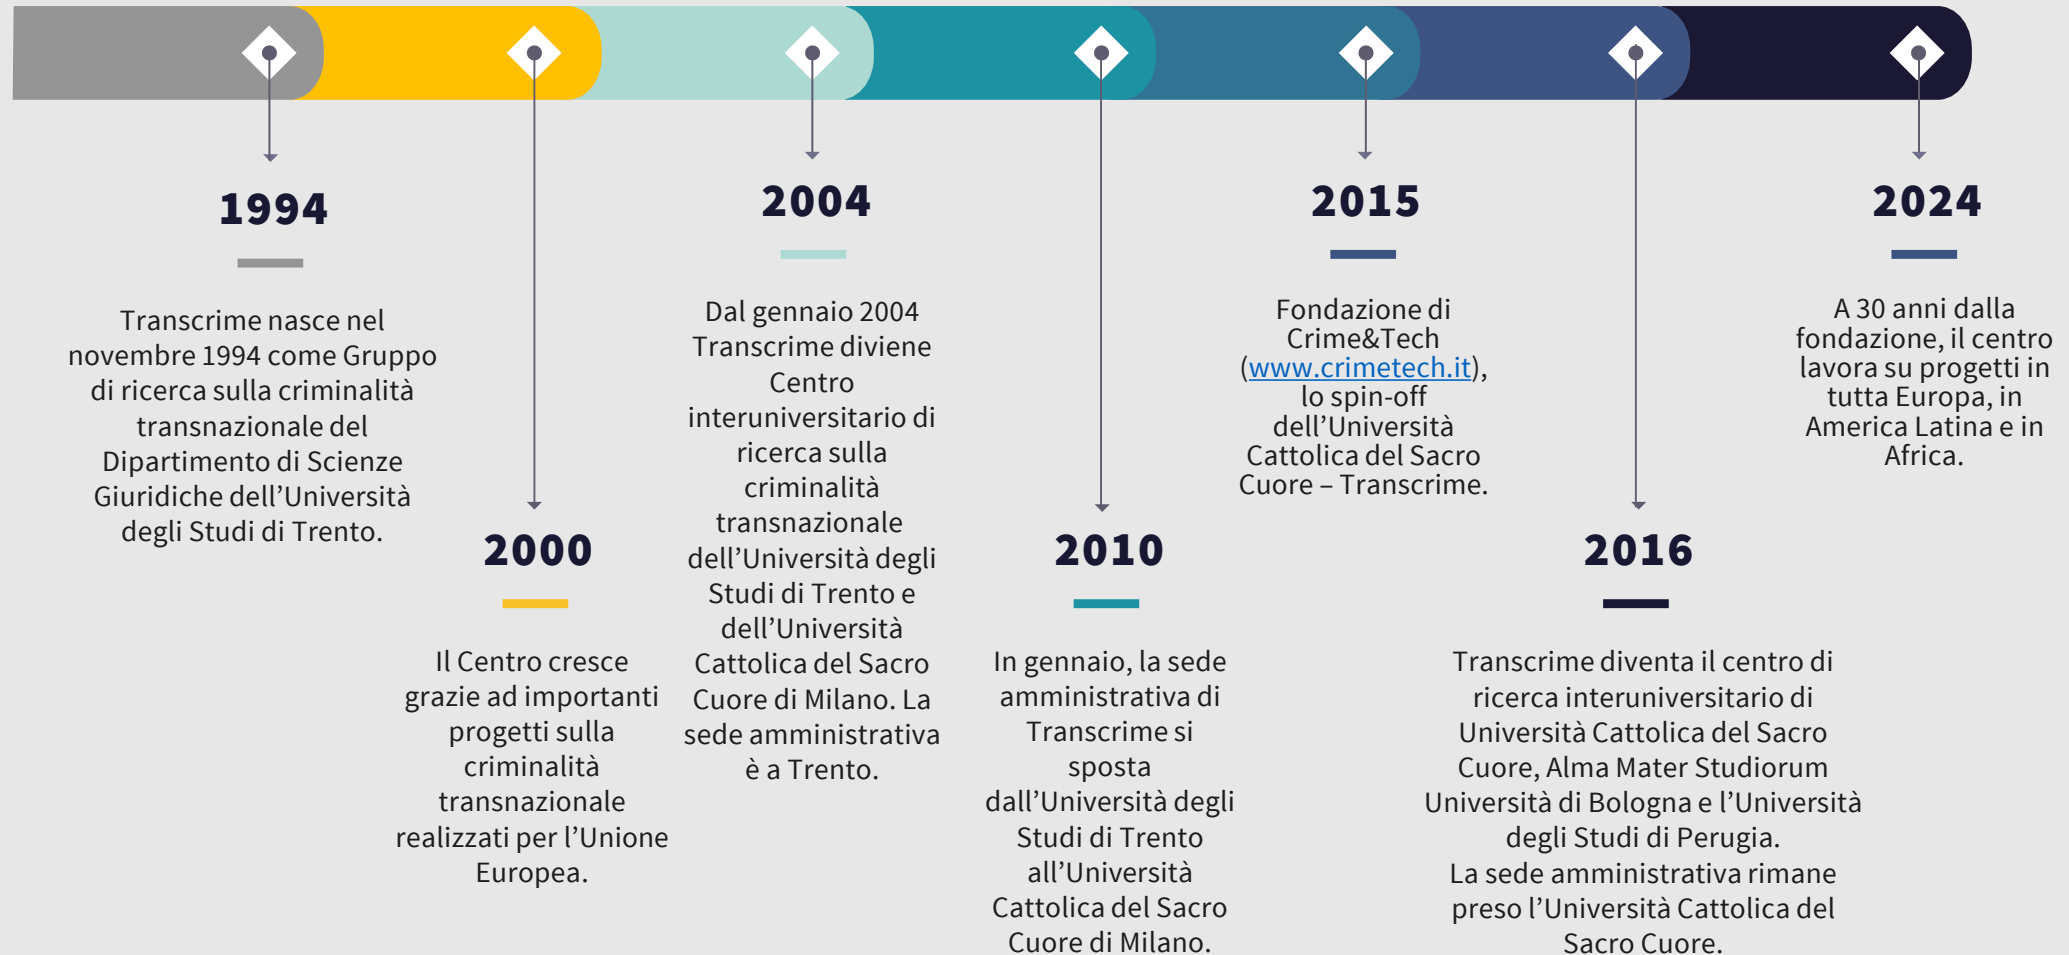 1994
Transcrime nasce nel
novembre 1994 come Gruppo
di ricerca sulla criminalità
transnazionale del
Dipartimento di Scienze
Giuridiche dell’Università
degli Studi di Trento.
2000
Il Centro cresce
grazie ad importanti
progetti sulla
criminalità
transnazionale
realizzati per l’Unione
Europea.
2004
Dal gennaio 2004
Transcrime diviene
Centro
interuniversitario di
ricerca sulla
criminalità
transnazionale
dell’Università degli
Studi di Trento e
dell’Università
Cattolica del Sacro
Cuore di Milano. La
sede amministrativa
è a Trento.
2010
In gennaio, la sede
amministrativa di
Transcrime si
sposta
dall’Università degli
Studi di Trento
all’Università
Cattolica del Sacro
Cuore di Milano.
2015
Fondazione di
Crime&Tech
(www.crimetech.it),
lo spin-off
dell’Università
Cattolica del Sacro
Cuore – Transcrime.
2016
Transcrime diventa il centro di
ricerca interuniversitario di
Università Cattolica del Sacro
Cuore, Alma Mater Studiorum
Università di Bologna e l’Università
degli Studi di Perugia.
La sede amministrativa rimane
preso l’Università Cattolica del
Sacro Cuore.
2024
A 30 anni dalla
fondazione, il centro
lavora su progetti in
tutta Europa, in
America Latina e in
Africa.